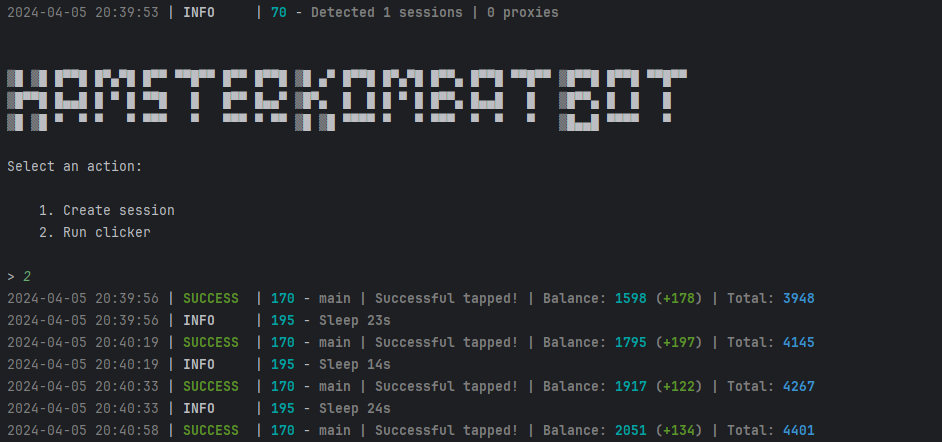 2024-04-05 20:39:53 | INFO     | 70 - Detected 1 sessions | 0 proxies
HAMSTERKOMBATBOT
Select an action:
1. Create session
2. Run clicker
> 2
2024-04-05 20:39:56 | SUCCESS  | 170 - main | Successful tapped! | Balance: 1598 (+178) | Total: 3948
2024-04-05 20:39:56 | INFO     | 195 - Sleep 23s
2024-04-05 20:40:19 | SUCCESS  | 170 - main | Successful tapped! | Balance: 1795 (+197) | Total: 4145
2024-04-05 20:40:19 | INFO     | 195 - Sleep 14s
2024-04-05 20:40:33 | SUCCESS  | 170 - main | Successful tapped! | Balance: 1917 (+122) | Total: 4267
2024-04-05 20:40:33 | INFO     | 195 - Sleep 24s
2024-04-05 20:40:58 | SUCCESS  | 170 - main | Successful tapped! | Balance: 2051 (+134) | Total: 4401